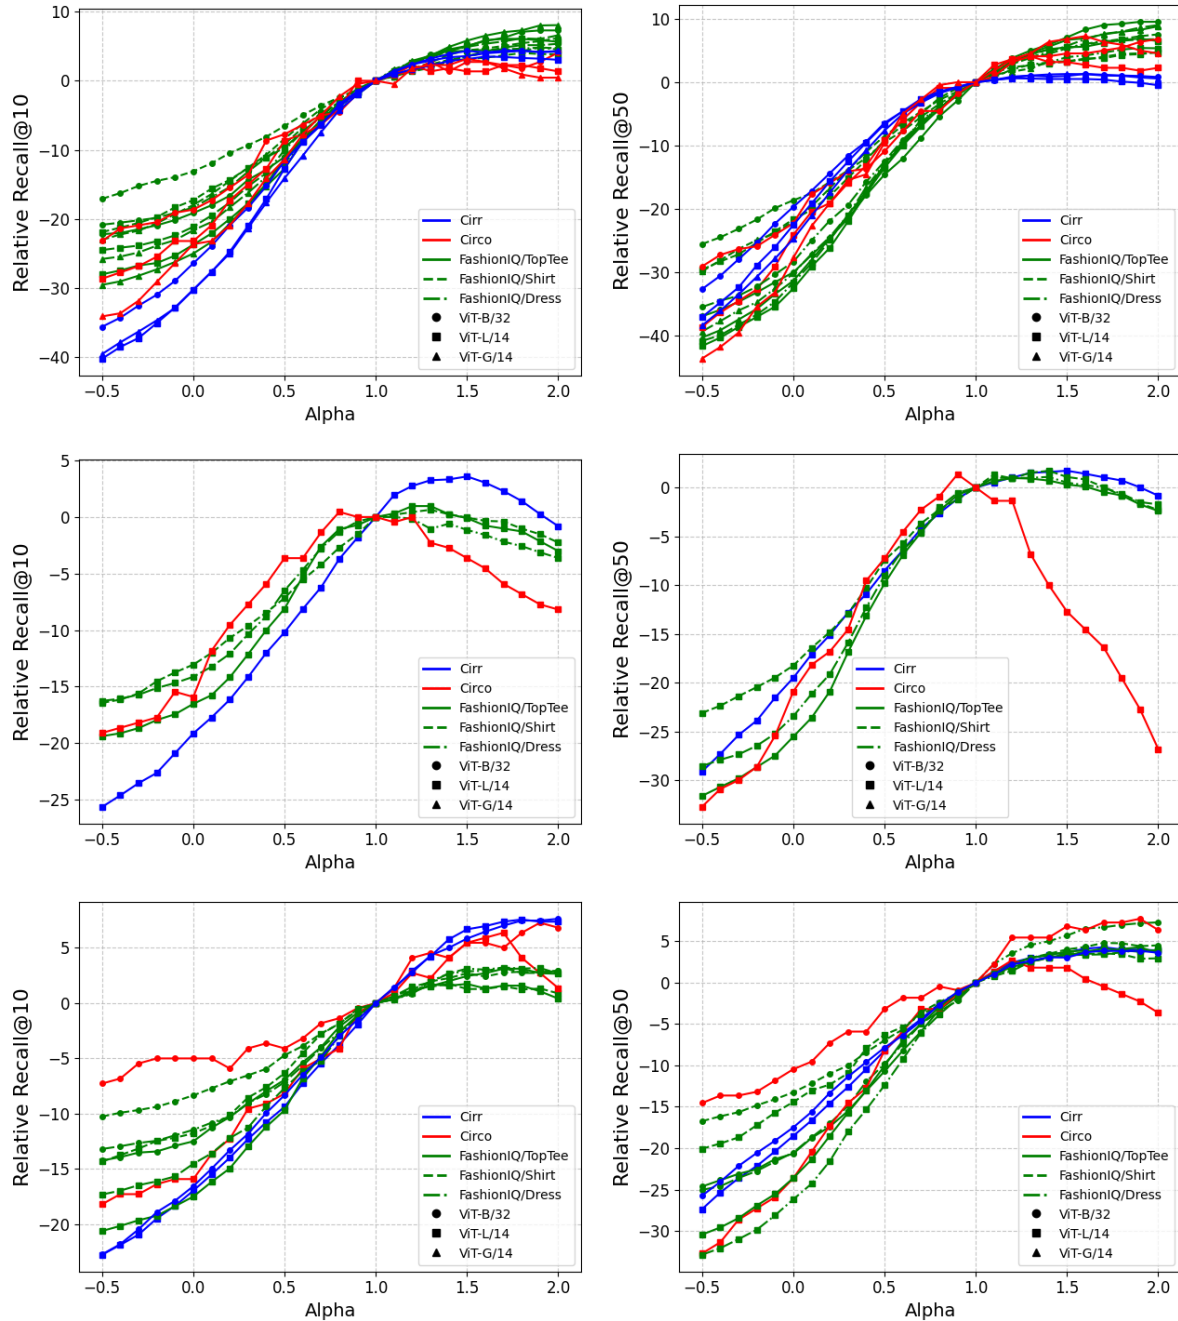 Relative Recall@10
10
0
−10
−20
−30
−40
−0.5 0.0 0.5 1.0 1.5 2.0
Alpha
Cirr
Circo
FashionIQ/TopTee
FashionIQ/Shirt
FashionIQ/Dress
ViT-B/32
ViT-L/14
ViT-G/14
Relative Recall@50
10
0
−10
−20
−30
−40
−0.5 0.0 0.5 1.0 1.5 2.0
Alpha
Cirr
Circo
FashionIQ/TopTee
FashionIQ/Shirt
FashionIQ/Dress
ViT-B/32
ViT-L/14
ViT-G/14
Relative Recall@10
5
0
−5
−10
−15
−20
−25
−0.5 0.0 0.5 1.0 1.5 2.0
Alpha
Cirr
Circo
FashionIQ/TopTee
FashionIQ/Shirt
FashionIQ/Dress
ViT-B/32
ViT-L/14
ViT-G/14
Relative Recall@50
0
−5
−10
−15
−20
−25
−30
−0.5 0.0 0.5 1.0 1.5 2.0
Alpha
Cirr
Circo
FashionIQ/TopTee
FashionIQ/Shirt
FashionIQ/Dress
ViT-B/32
ViT-L/14
ViT-G/14
Relative Recall@10
5
0
−5
−10
−15
−20
−0.5 0.0 0.5 1.0 1.5 2.0
Alpha
Cirr
Circo
FashionIQ/TopTee
FashionIQ/Shirt
FashionIQ/Dress
ViT-B/32
ViT-L/14
ViT-G/14
Relative Recall@50
5
0
−5
−10
−15
−20
−25
−30
−0.5 0.0 0.5 1.0 1.5 2.0
Alpha
Cirr
Circo
FashionIQ/TopTee
FashionIQ/Shirt
FashionIQ/Dress
ViT-B/32
ViT-L/14
ViT-G/14